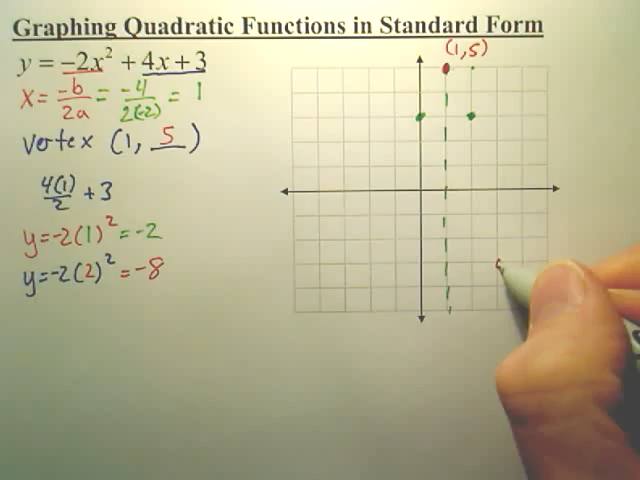 Graphing Quadratic Functions in Standard Form
y = -2x² + 4x + 3
x = -b/2a = -4/2(-2) = 1
vertex (1, 5)
4(1)/2 + 3
y = -2(1)² = -2
y = -2(2)² = -8
(1,5)